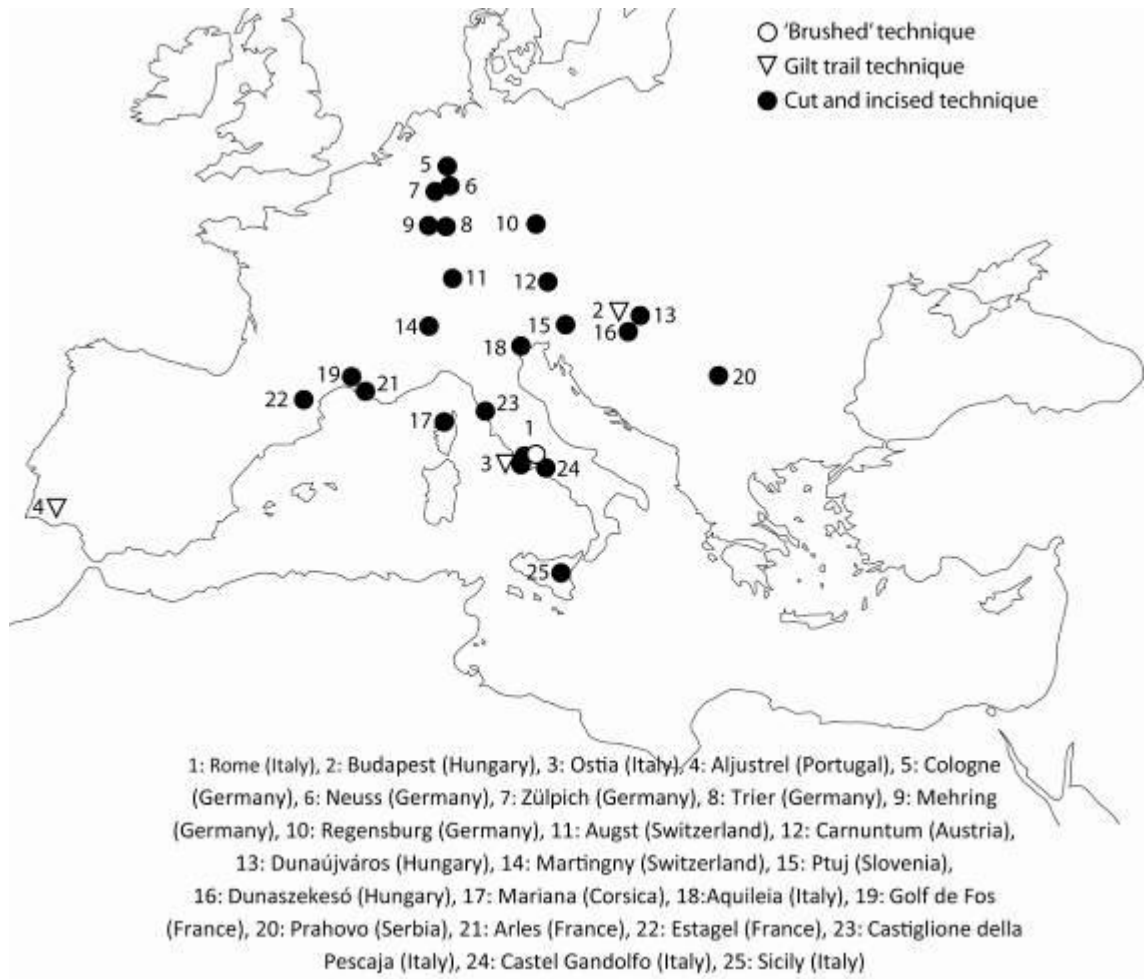 'Brushed' technique
Gilt trail technique
Cut and incised technique
5
6
7
9
8
10
11
12
2
13
14
15
16
18
19
21
20
22
23
17
1
3
24
4
25
1: Rome (Italy), 2: Budapest (Hungary), 3: Ostia (Italy), 4: Aljustrel (Portugal), 5: Cologne
(Germany), 6: Neuss (Germany), 7: Zülpich (Germany), 8: Trier (Germany), 9: Mehring
(Germany), 10: Regensburg (Germany), 11: Augst (Switzerland), 12: Carnuntum (Austria),
13: Dunaújváros (Hungary), 14: Martingny (Switzerland), 15: Ptuj (Slovenia),
16: Dunaszekesó (Hungary), 17: Mariana (Corsica), 18:Aquileia (Italy), 19: Golf de Fos
(France), 20: Prahovo (Serbia), 21: Arles (France), 22: Estagel (France), 23: Castiglione della
Pescaja (Italy), 24: Castel Gandolfo (Italy), 25: Sicily (Italy)